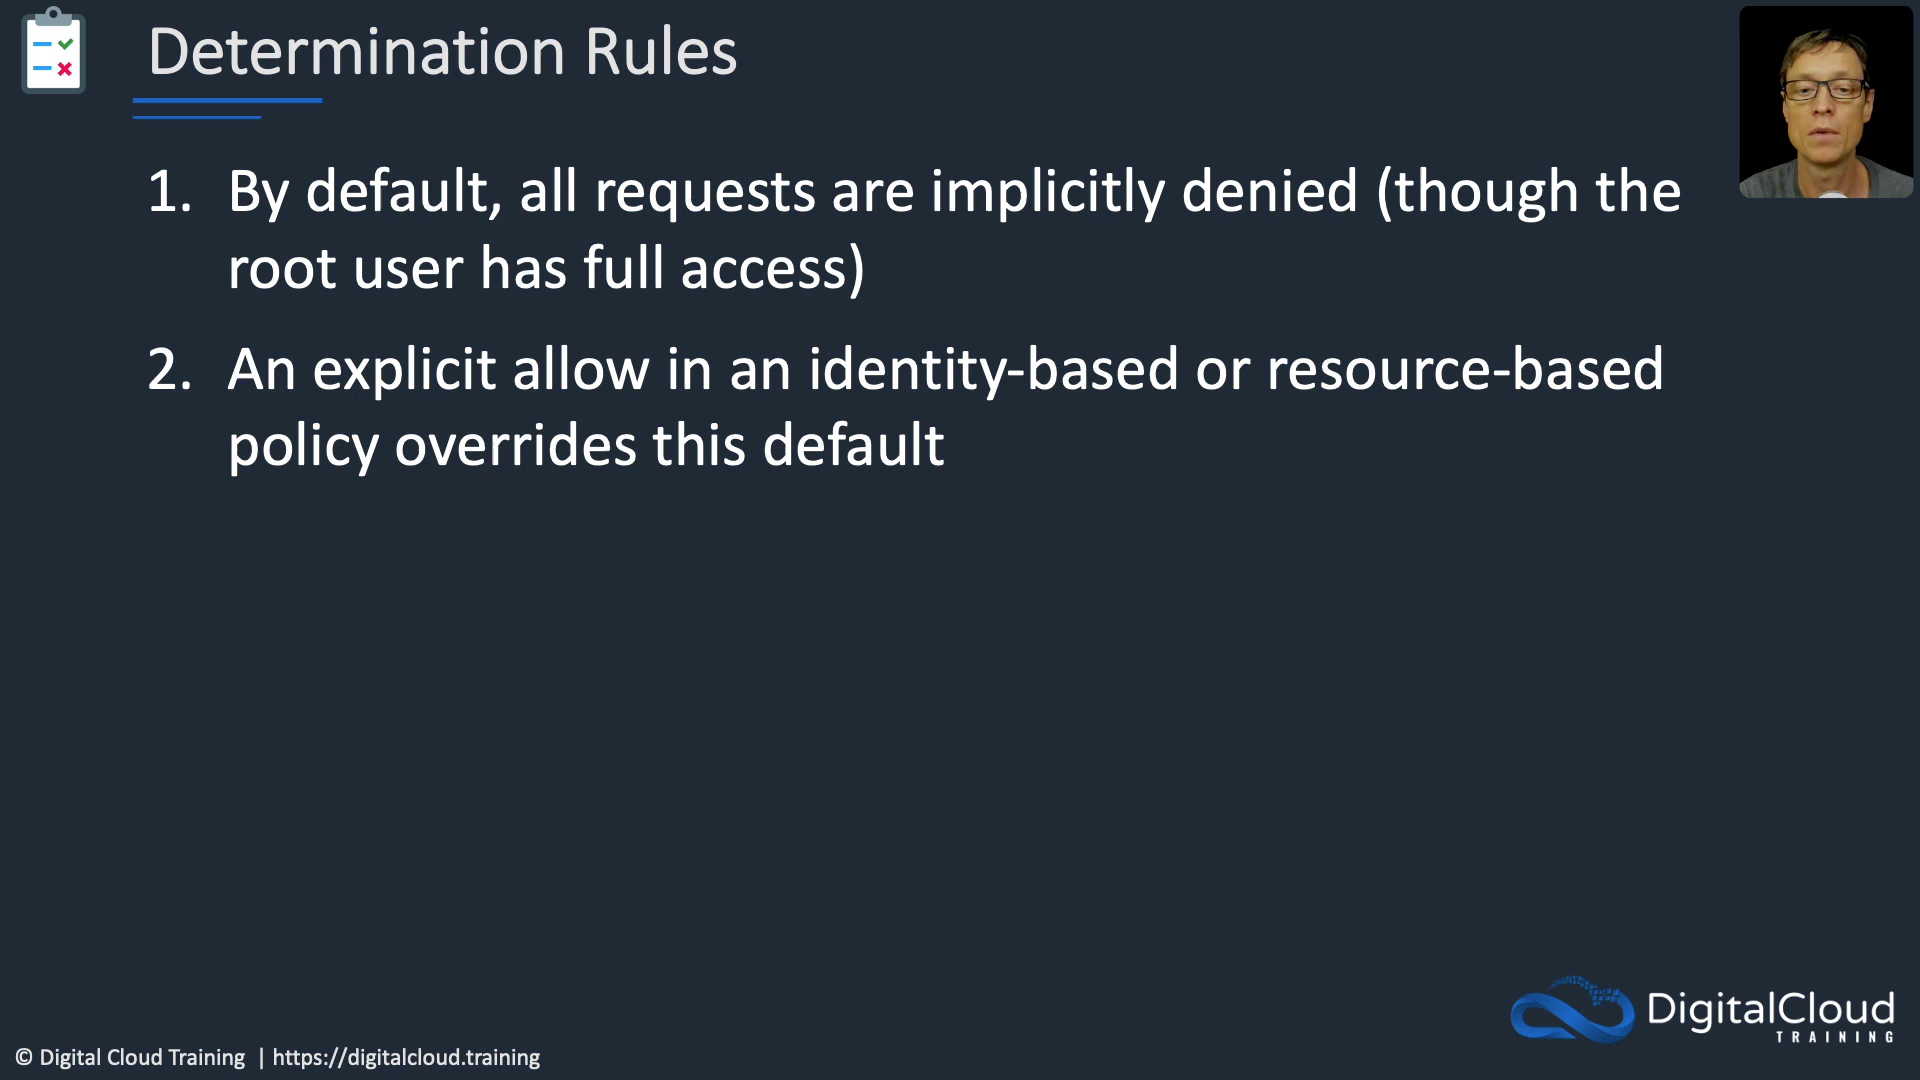 Determination Rules
1. By default, all requests are implicitly denied (though the
root user has full access)
2. An explicit allow in an identity-based or resource-based
policy overrides this default
DigitalCloud
TRAINING
© Digital Cloud Training | https://digitalcloud.training